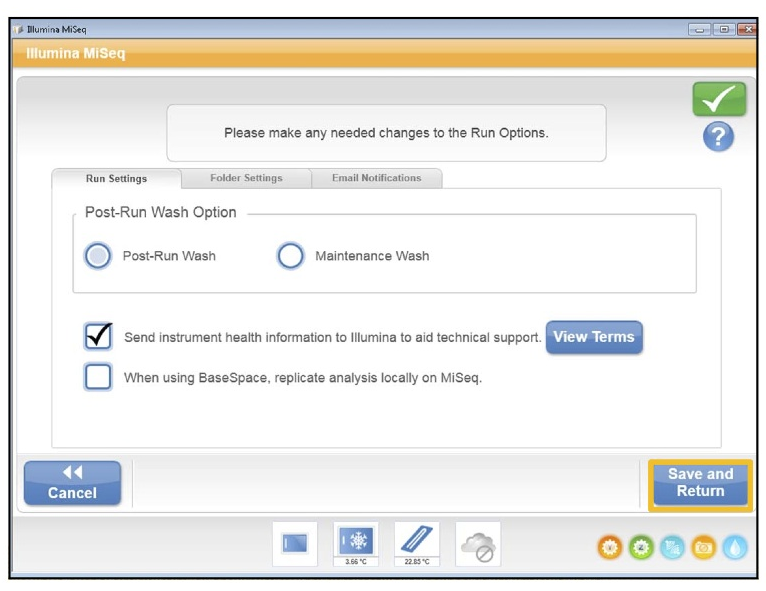 Illumina MiSeq
Illumina MiSeq
Please make any needed changes to the Run Options.
Run Settings
Folder Settings
Email Notifications
Post-Run Wash Option
Post-Run Wash
Maintenance Wash
Send instrument health information to Illumina to aid technical support.
View Terms
When using BaseSpace, replicate analysis locally on MiSeq.
Cancel
Save and
Return
3.66 °C
22.83 °C